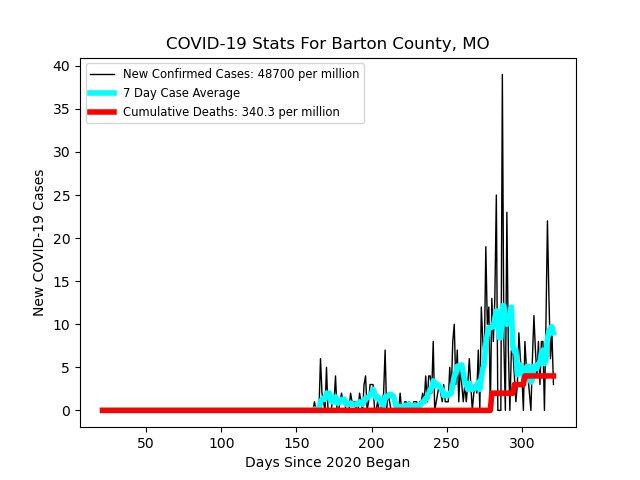 COVID-19 Stats For Barton County, MO
New Confirmed Cases: 48700 per million
7 Day Case Average
Cumulative Deaths: 340.3 per million
New COVID-19 Cases
40
35
30
25
20
15
10
5
0
50 100 150 200 250 300
Days Since 2020 Began